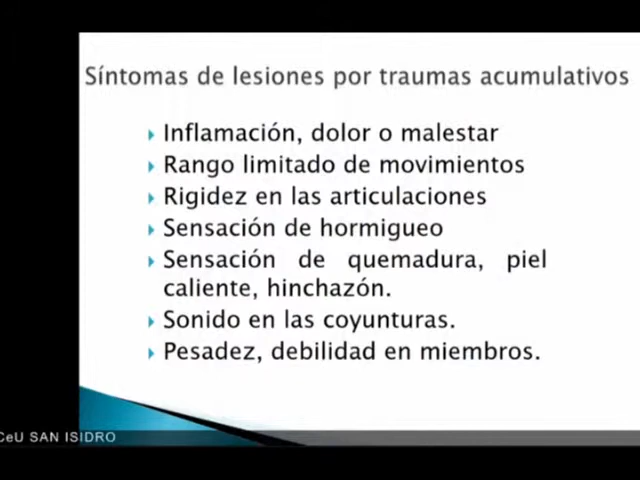 Síntomas de lesiones por traumas acumulativos
Inflamación, dolor o malestar
Rango limitado de movimientos
Rigidez en las articulaciones
Sensación de hormigueo
Sensación de quemadura, piel
caliente, hinchazón.
Sonido en las coyunturas.
Pesadez, debilidad en miembros.
CeU SAN ISIDRO